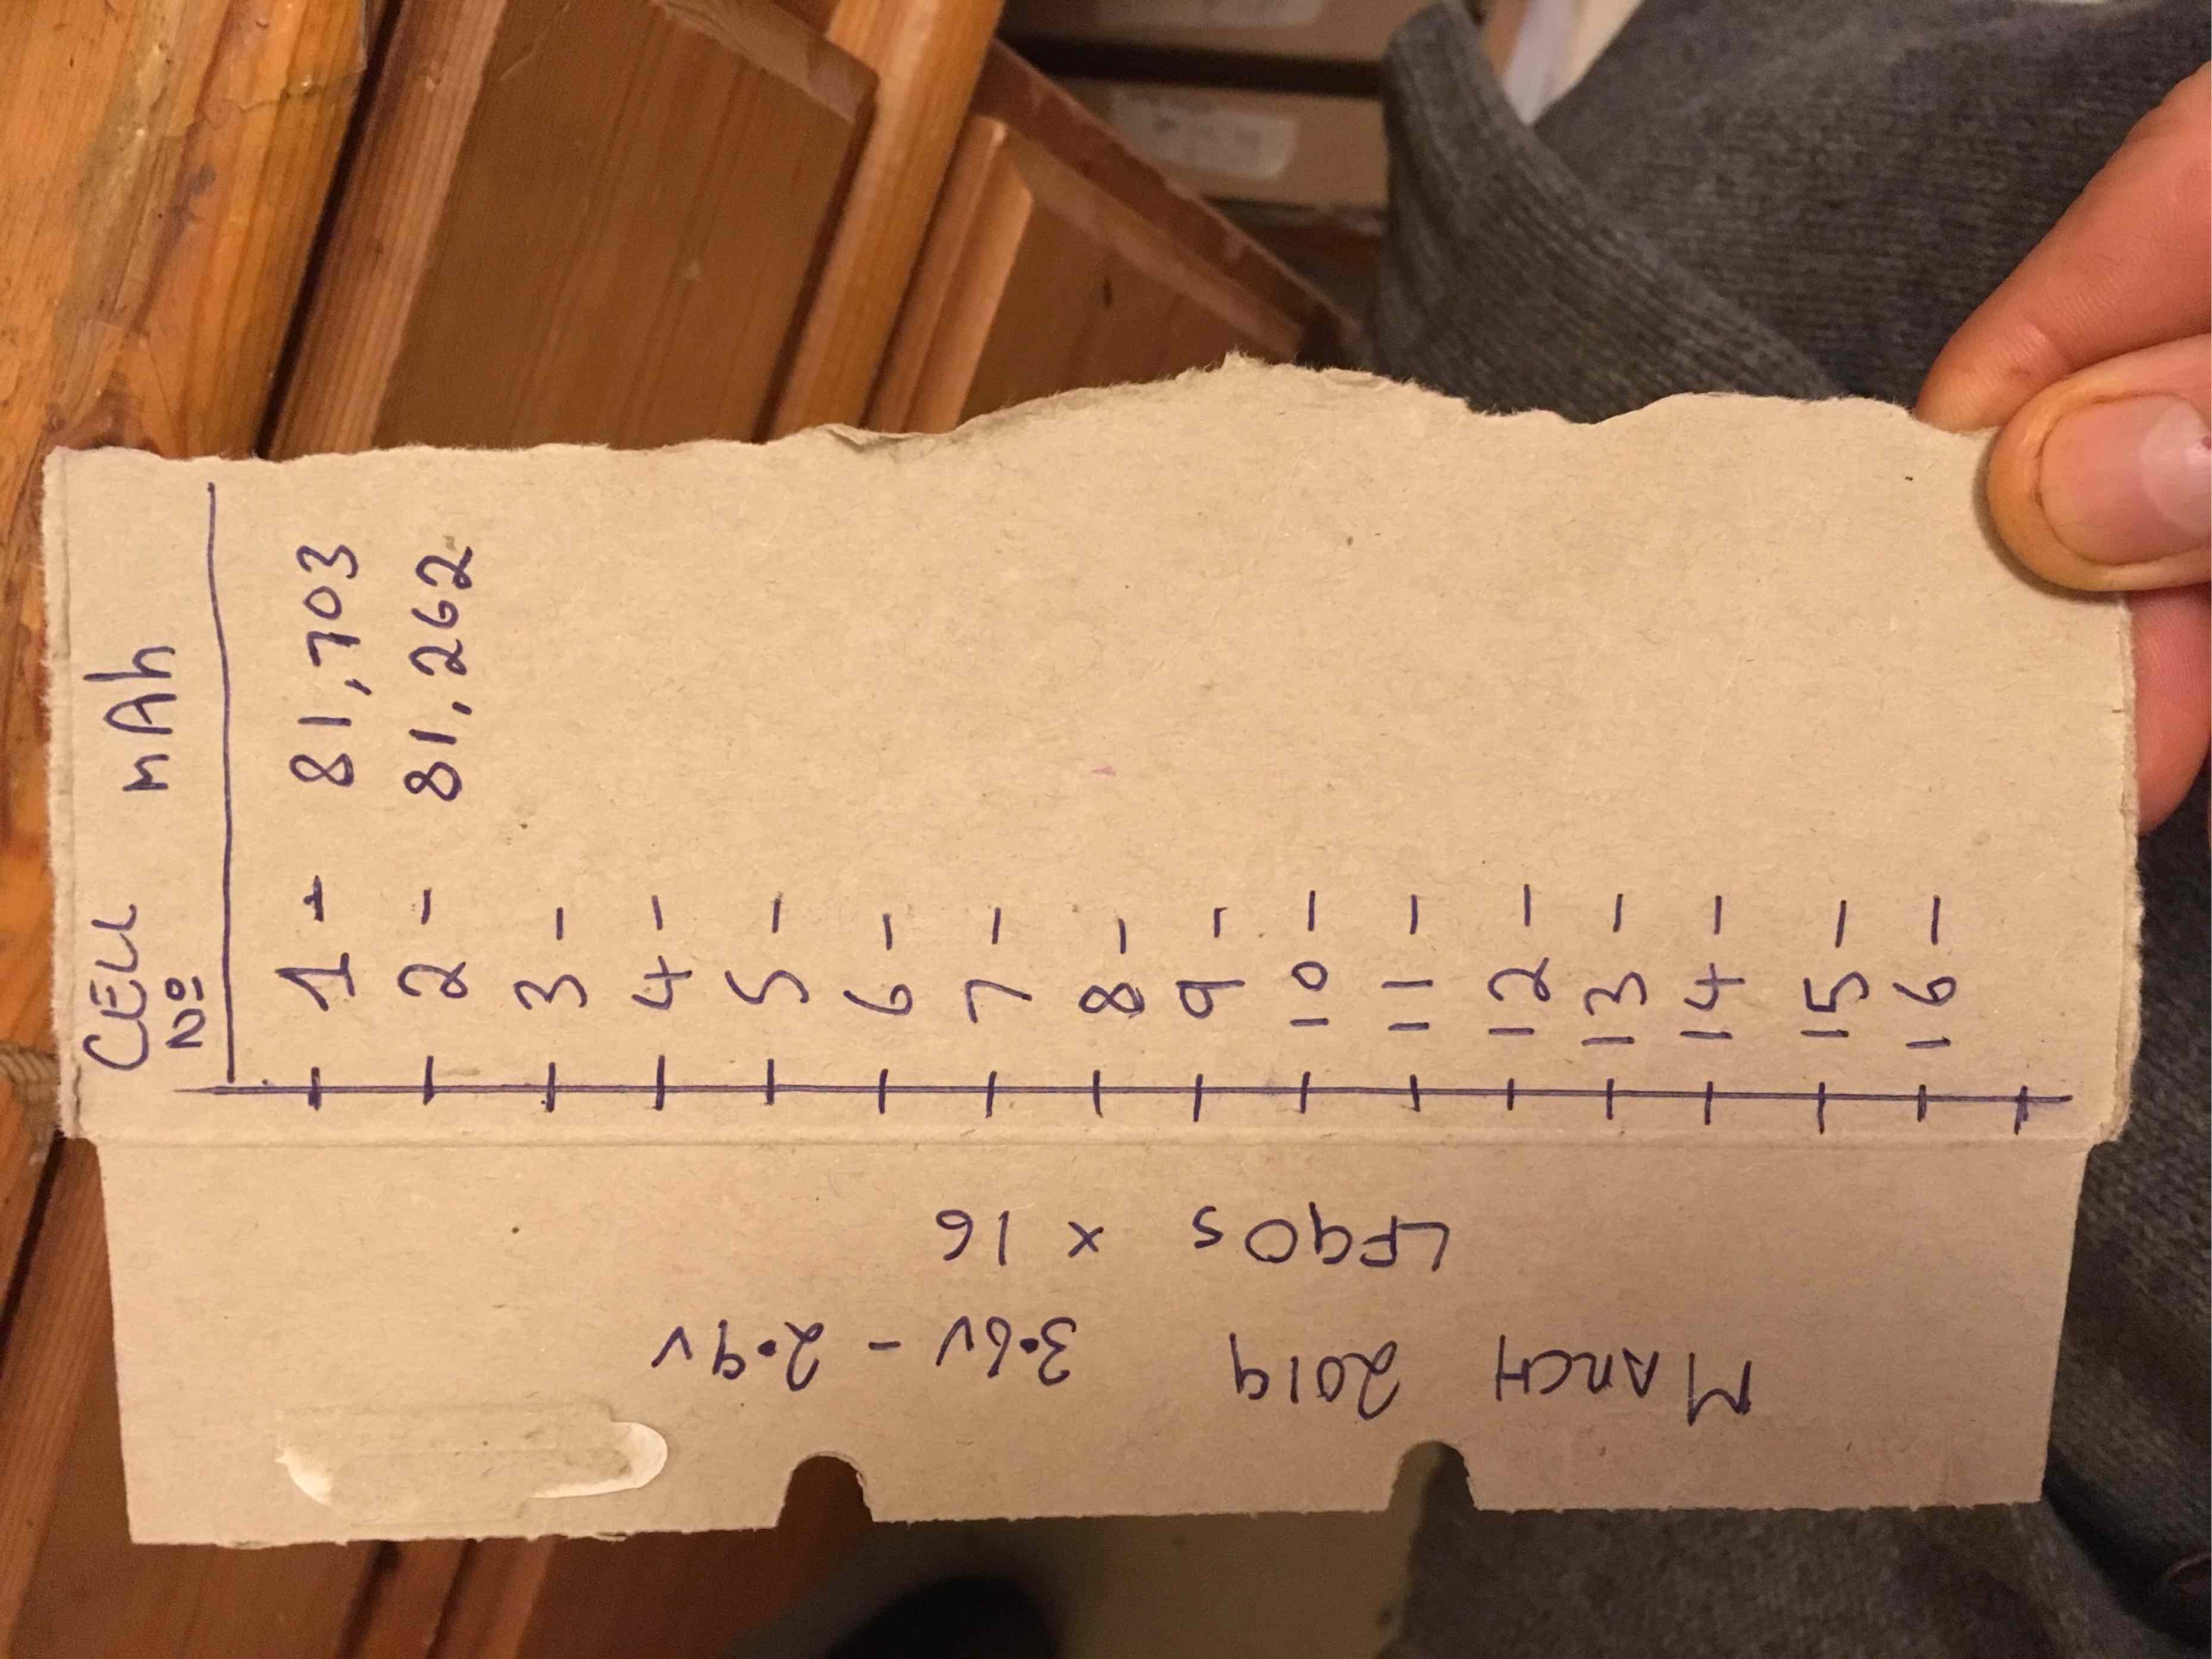 CELL Nº mAh
1 - 81,703
2 - 81,262
3 -
4 -
5 -
6 -
7 -
8 -
9 -
10 -
11 -
12 -
13 -
14 -
15 -
16 -
MARCH 2019 3.6V - 2.9V
LF90s x 16